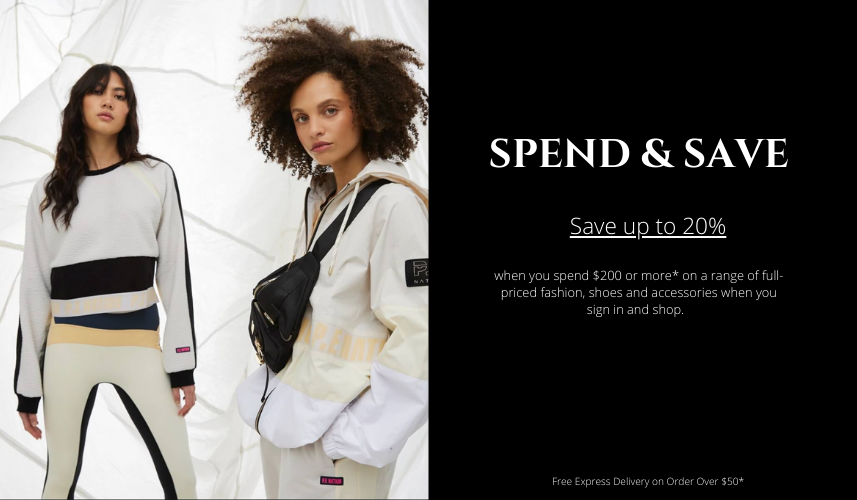 SPEND & SAVE
Save up to 20%
when you spend $200 or more* on a range of full-
priced fashion, shoes and accessories when you
sign in and shop.
Free Express Delivery on Order Over $50*